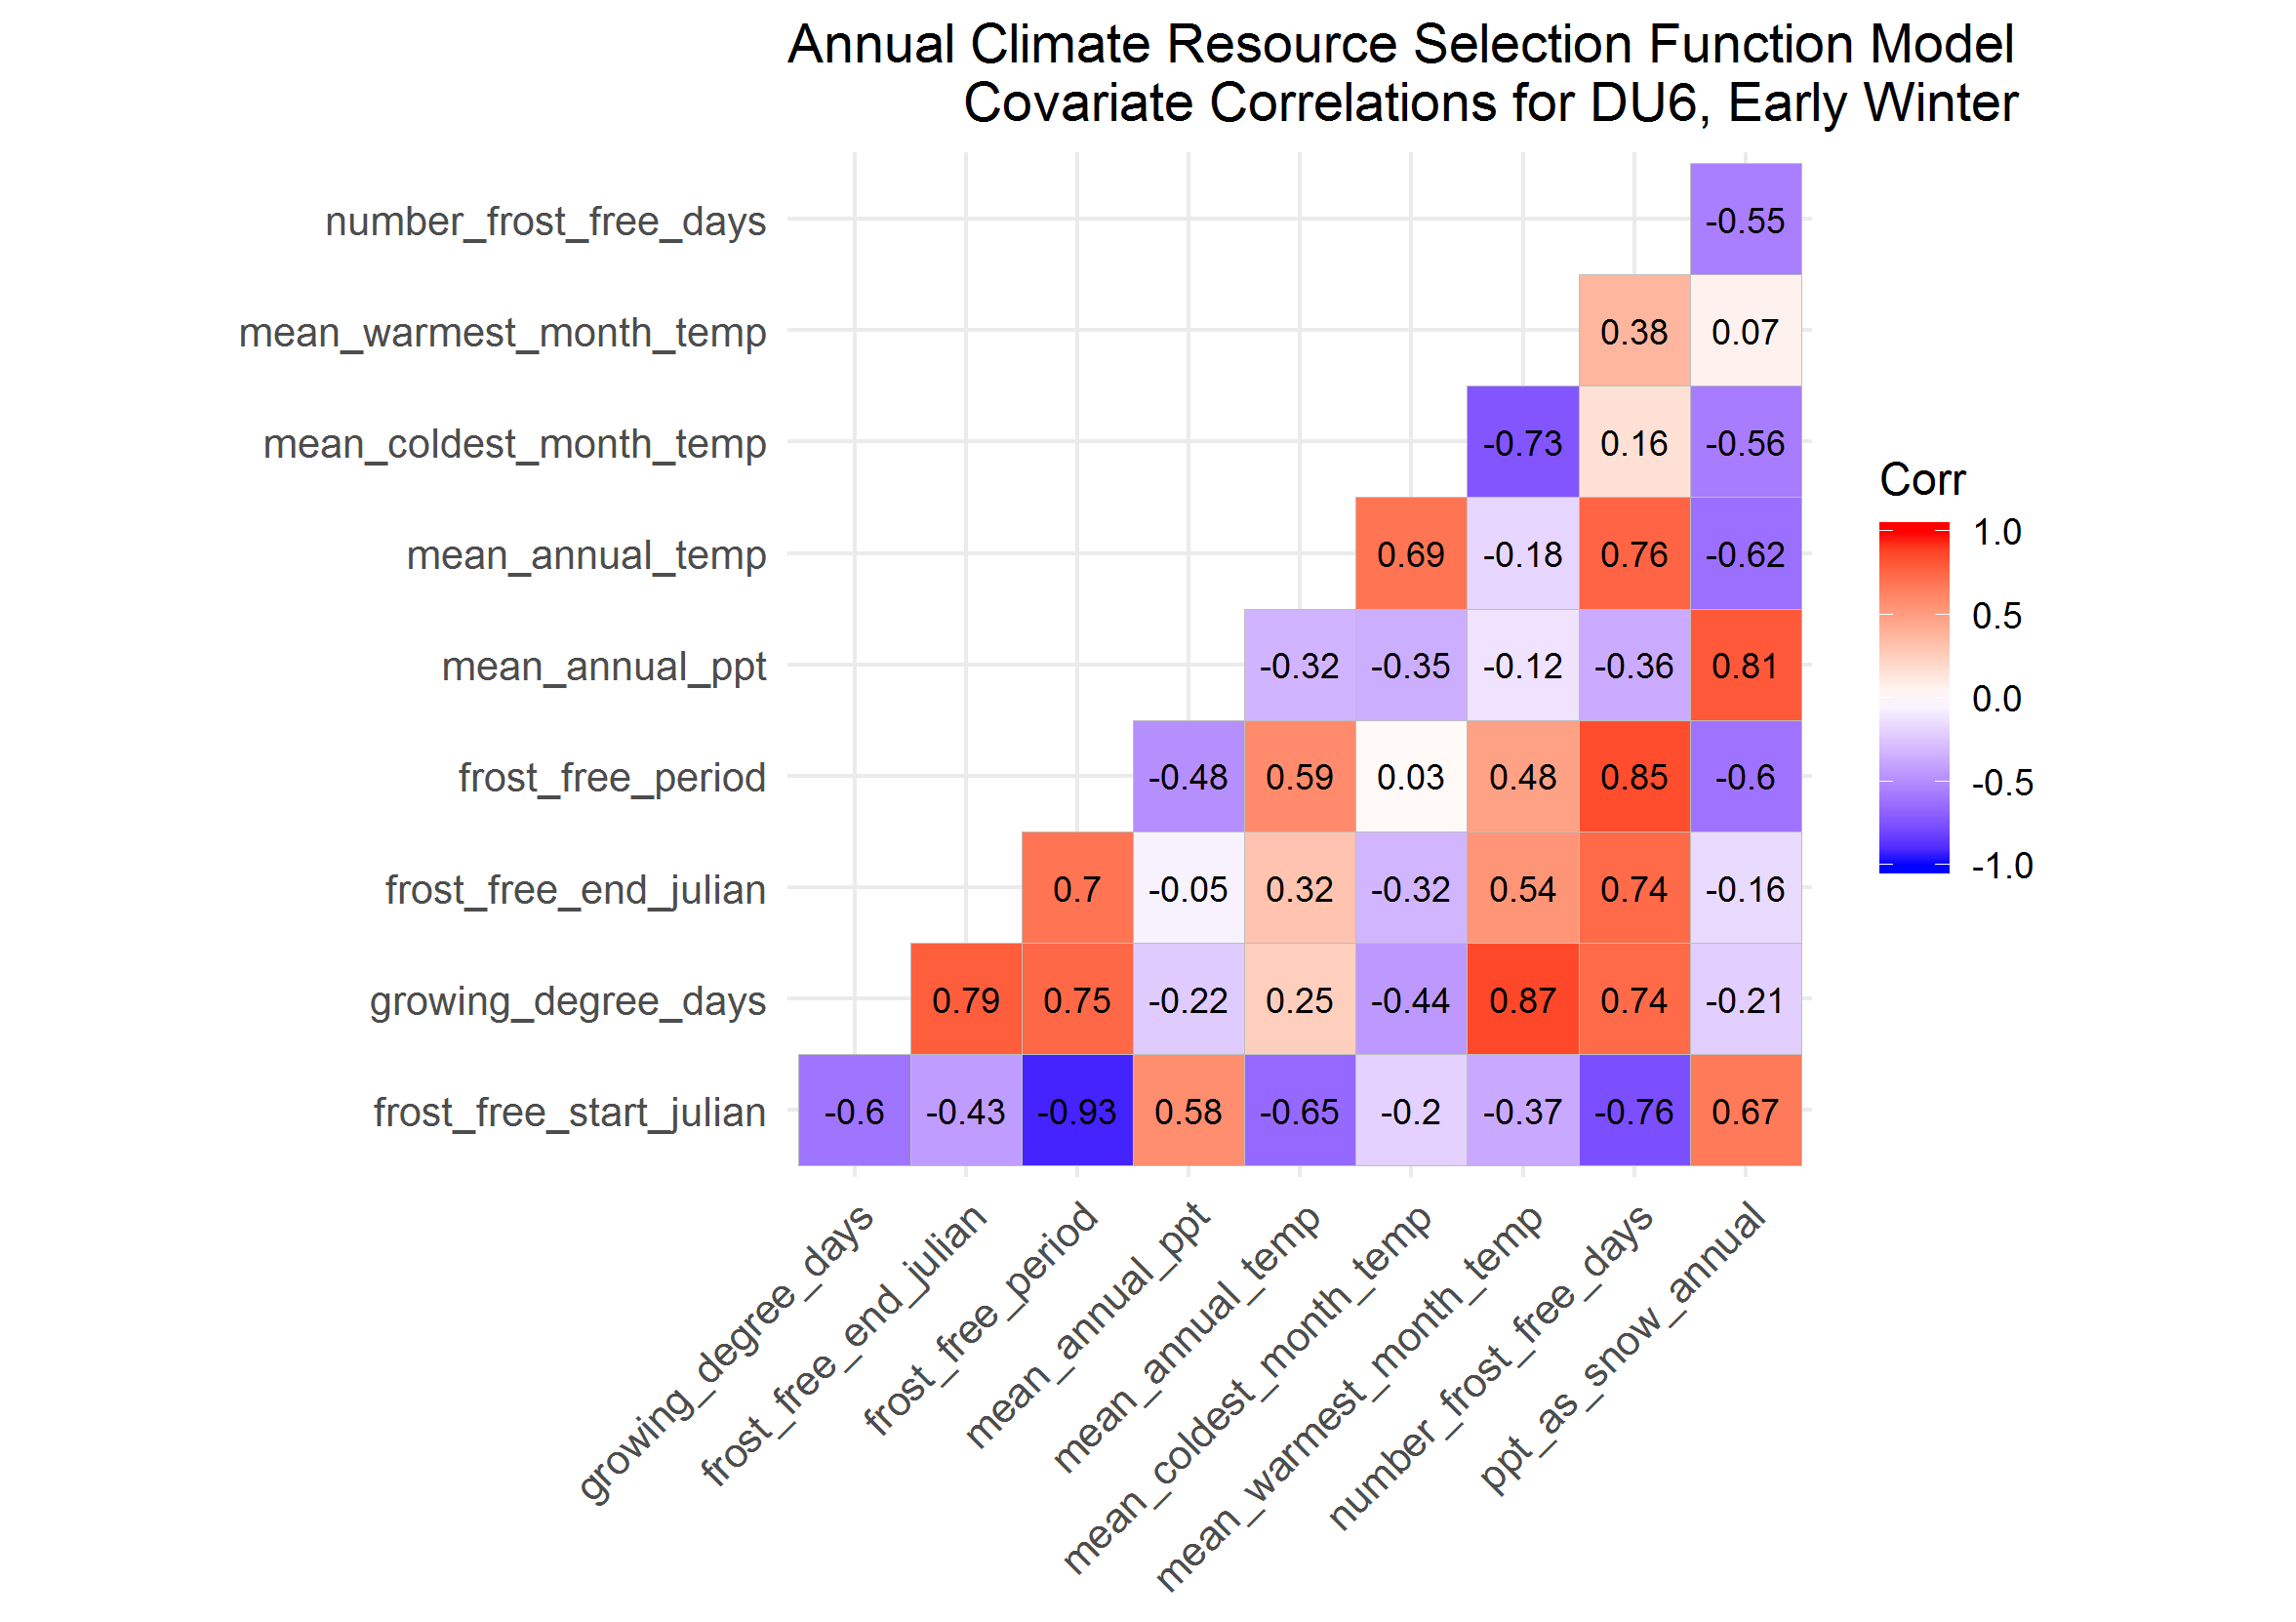 Annual Climate Resource Selection Function Model
Covariate Correlations for DU6, Early Winter
number_frost_free_days -0.55
mean_warmest_month_temp 0.38 0.07
mean_coldest_month_temp -0.73 0.16 -0.56
mean_annual_temp 0.69 -0.18 0.76 -0.62
mean_annual_ppt -0.32 -0.35 -0.12 -0.36 0.81
frost_free_period -0.48 0.59 0.03 0.48 0.85 -0.6
frost_free_end_julian 0.7 -0.05 0.32 -0.32 0.54 0.74 -0.16
growing_degree_days 0.79 0.75 -0.22 0.25 -0.44 0.87 0.74 -0.21
frost_free_start_julian -0.6 -0.43 -0.93 0.58 -0.65 -0.2 -0.37 -0.76 0.67
growing_degree_days
frost_free_end_julian
frost_free_period
mean_annual_ppt
mean_annual_temp
mean_coldest_month_temp
mean_warmest_month_temp
number_frost_free_days
ppt_as_snow_annual
Corr
1.0
0.5
0.0
-0.5
-1.0